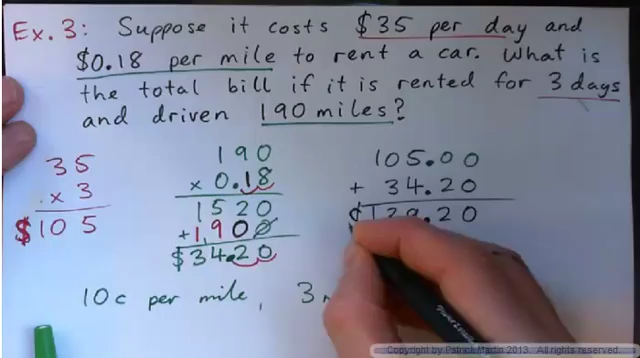 Ex. 3: Suppose it costs $35 per day and
$0.18 per mile to rent a car. What is
the total bill if it is rented for 3 days
and driven 190 miles?
35
x 3
$105
190
x 0.18
1520
+1900
$34.20
105.00
+ 34.20
$139.20
10c per mile, 3
Copyright by Patrick Martin 2013. All rights reserved.